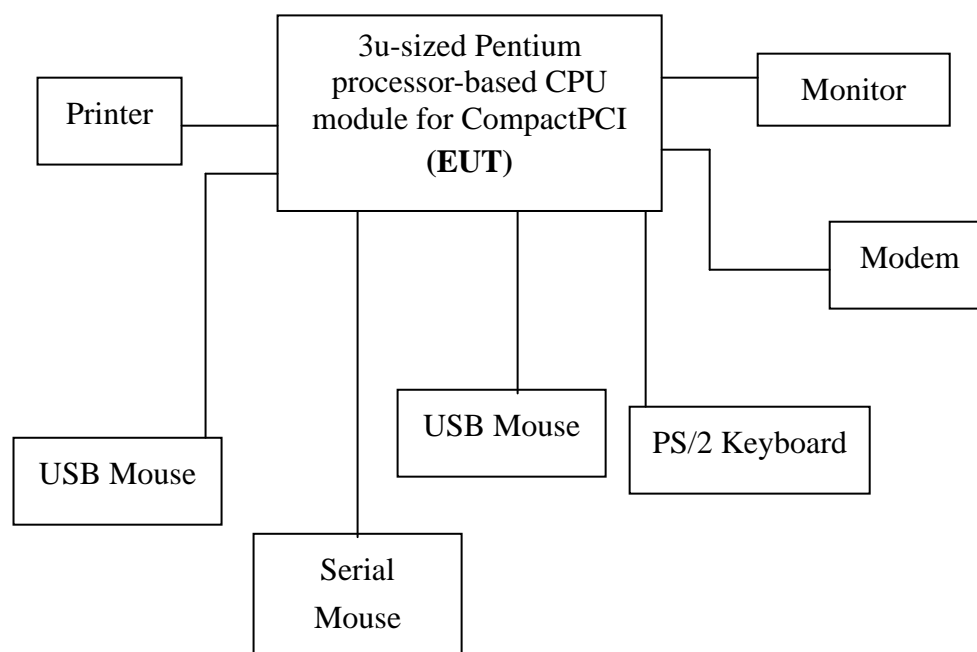 3u-sized Pentium
processor-based CPU
module for CompactPCI
(EUT)
Printer
Monitor
Modem
USB Mouse
PS/2 Keyboard
USB Mouse
Serial
Mouse